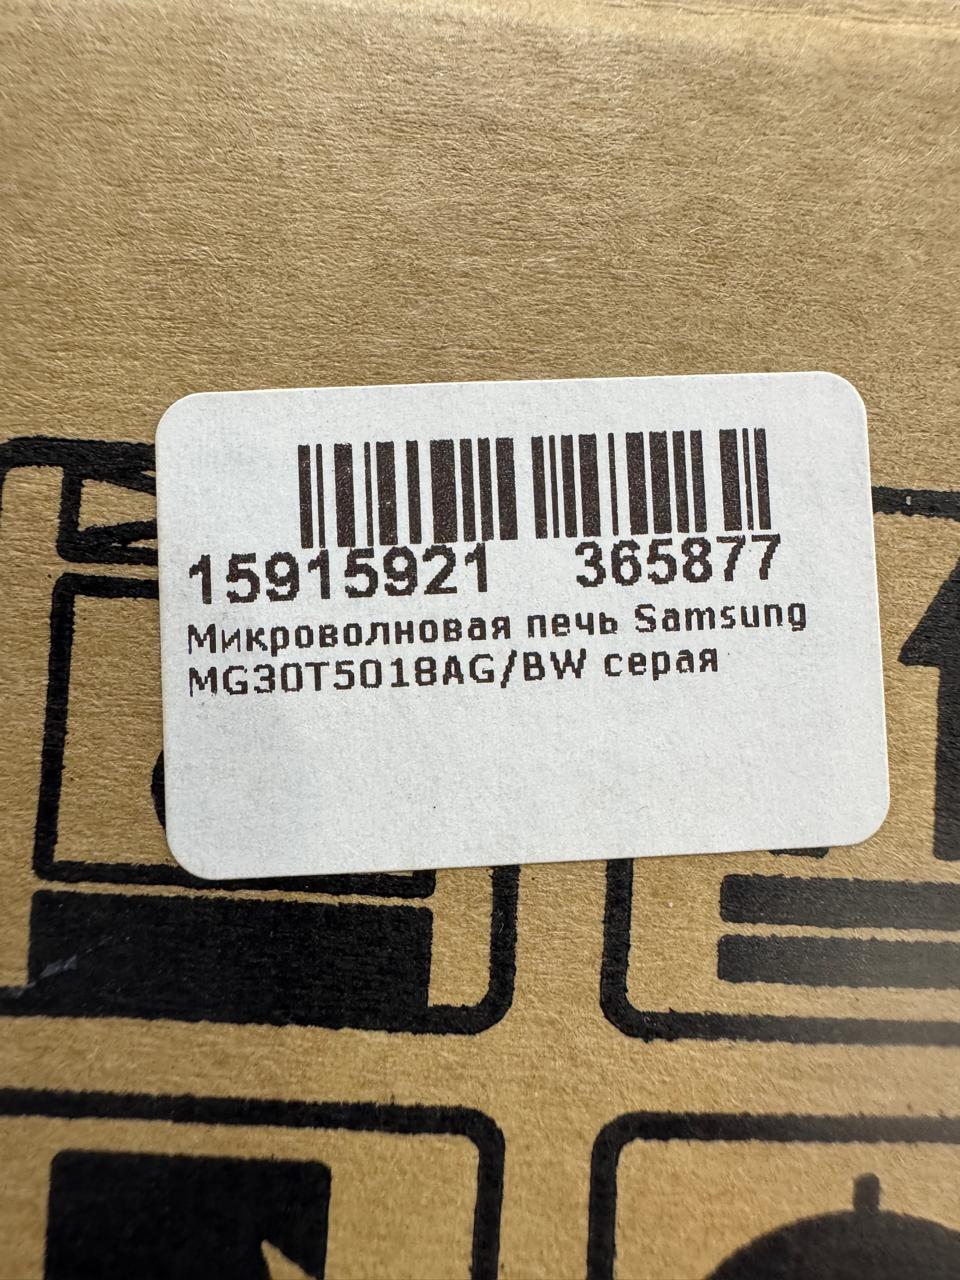 15915921 365877
Микроволновая печь Samsung
MG30T5018AG/BW серая